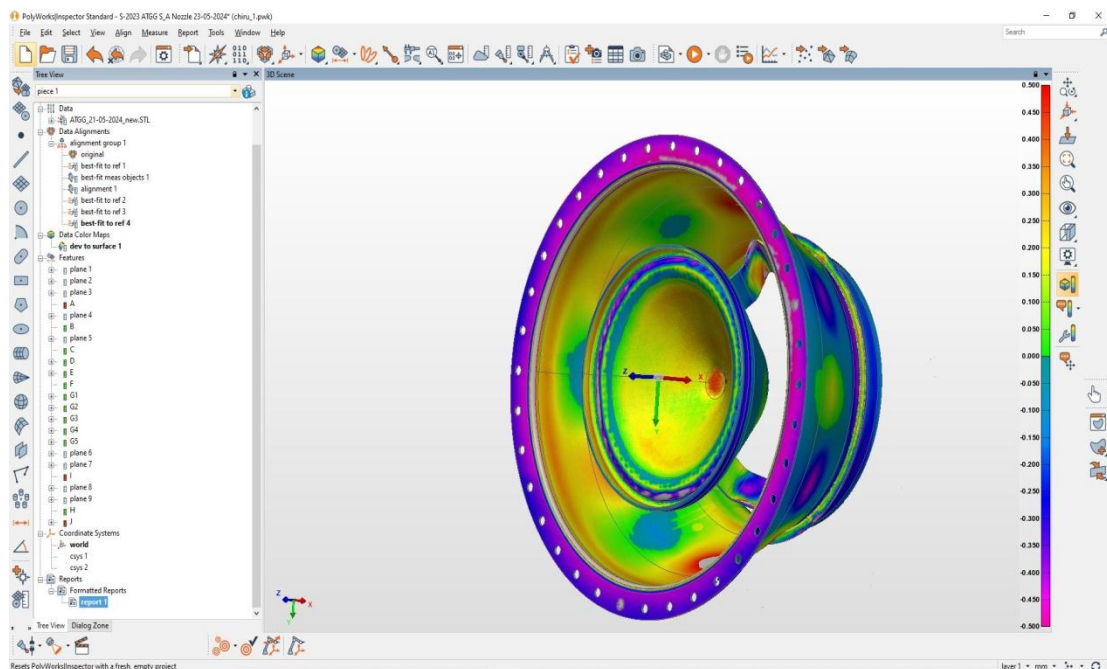 PolyWorks|Inspector Standard - S-2023 ATGG S_A Nozzle 23-05-2024* (chiru_1.pwk)
File Edit Select View Align Measure Report Tools Window Help
Search
Tree View
3D Scene
piece 1
Data
ATGG_21-05-2024_new.STL
Data Alignments
alignment group 1
original
best-fit to ref 1
best-fit meas objects 1
alignment 1
best-fit to ref 2
best-fit to ref 3
best-fit to ref 4
Data Color Maps
dev to surface 1
Features
plane 1
plane 2
plane 3
A
plane 4
B
plane 5
C
D
E
F
G1
G2
G3
G4
G5
plane 6
plane 7
I
plane 8
plane 9
H
J
Coordinate Systems
world
csys 1
csys 2
Reports
Formatted Reports
report 1
Tree View Dialog Zone
0.500
0.450
0.400
0.350
0.300
0.250
0.200
0.150
0.100
0.050
0.000
-0.050
-0.100
-0.150
-0.200
-0.250
-0.300
-0.350
-0.400
-0.450
-0.500
Z X
Y
Z X
Y
Resets PolyWorks|Inspector with a fresh, empty project
layer 1 mm